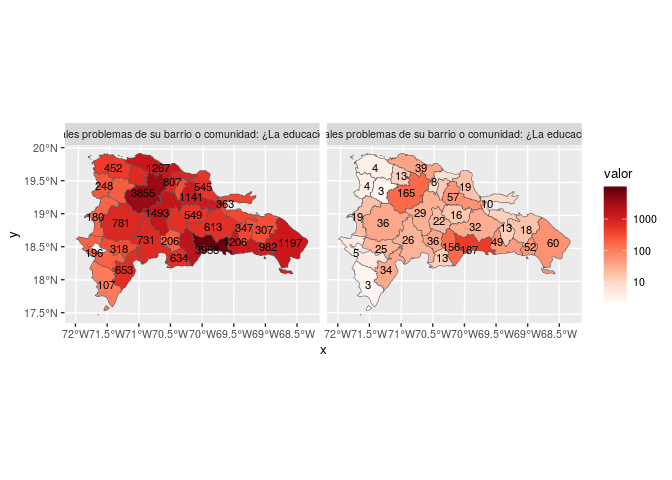 ales problemas de su barrio o comunidad: ¿La educació
ales problemas de su barrio o comunidad: ¿La educació
20°N
19.5°N
19°N
18.5°N
18°N
17.5°N
y
452 1267
248 807 545
3855 1141 363
180 781 1493 549
613 347 307
196 318 731 206 1206 982 1197
634
653
107
4 39
4 3 13 165 8 19
57 10
19 36 29 22 16
32 13 18
5 25 26 36 156 49 52 60
13
34
3
72°W 71.5°W 71°W 70.5°W 70°W 69.5°W 69°W 68.5°W
72°W 71.5°W 71°W 70.5°W 70°W 69.5°W 69°W 68.5°W
x
valor
1000
100
10